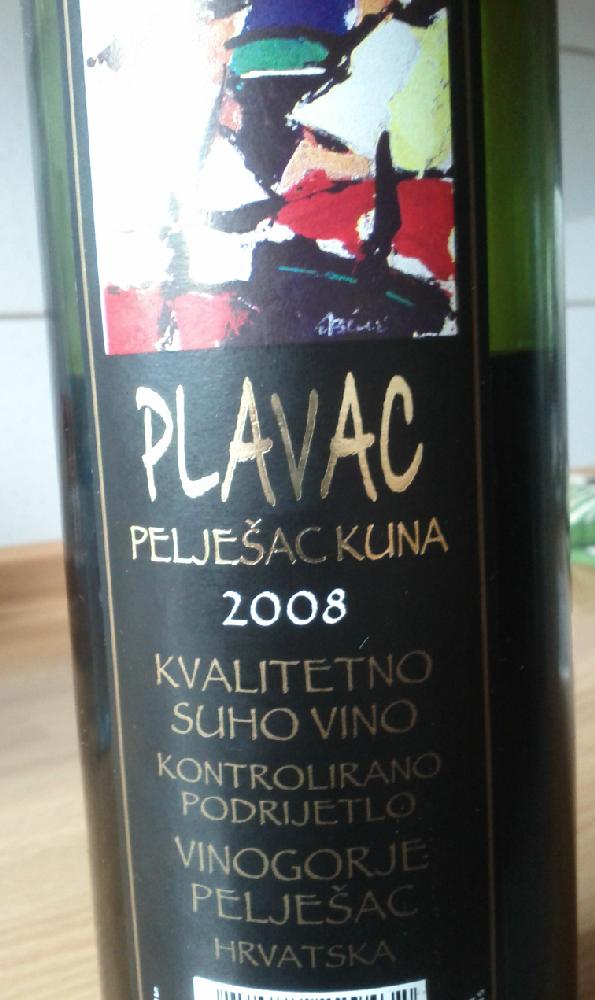 PLAVAC
PELJEŠAC KUNA
2008
KVALITETNO
SUHO VINO
KONTROLIRANO
PODRIJETLO
VINOGORJE
PELJEŠAC
HRVATSKA